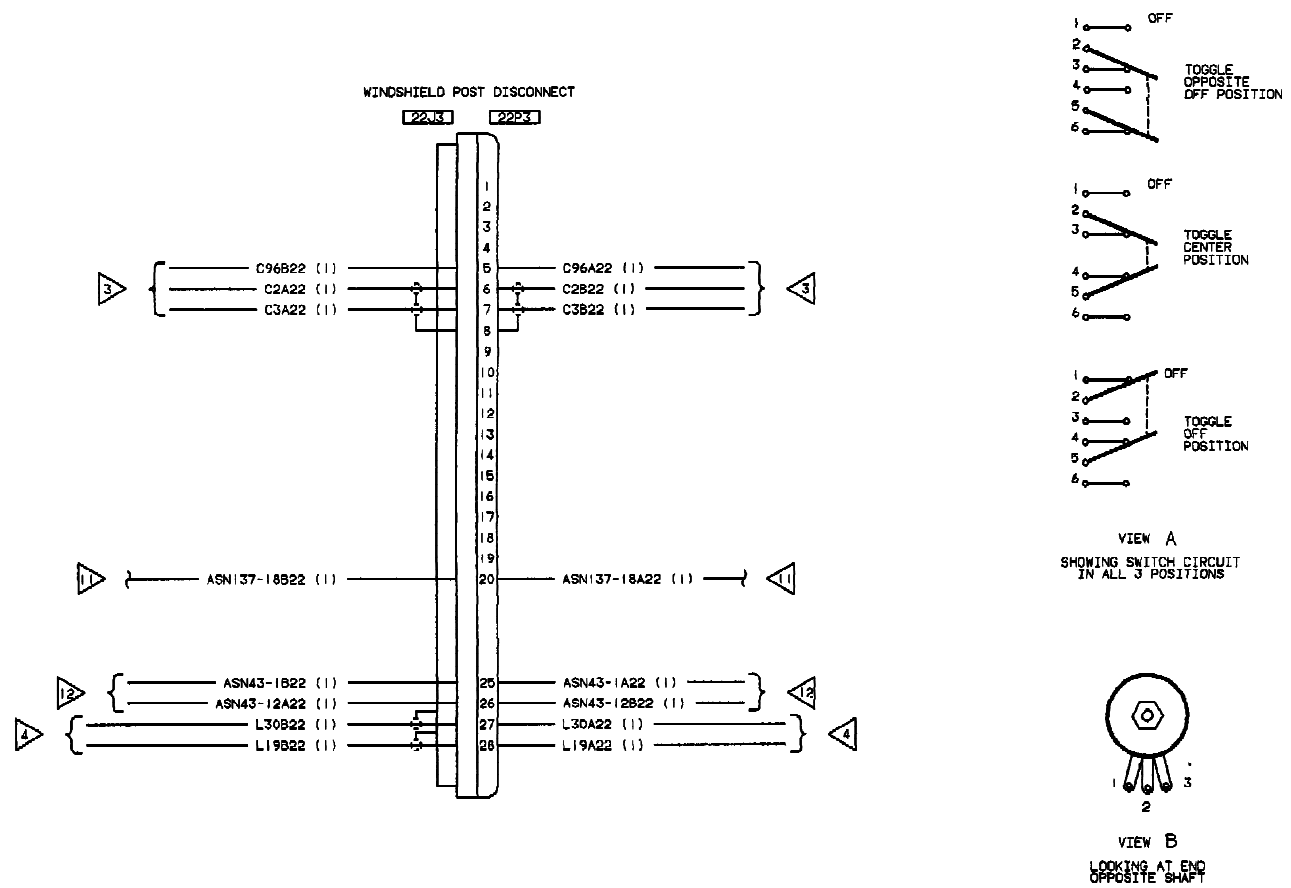 WINDSHIELD POST DISCONNECT
22J3 22P3
1
2
3
4
3 C96B22 (1) 5 C96A22 (1) 3
C2A22 (1) 6 C2B22 (1)
C3A22 (1) 7 C3B22 (1)
8
9
10
11
12
13
14
15
16
17
18
19
11 ASN137-18B22 (1) 20 ASN137-18A22 (1) 11
12 ASN43-1B22 (1) 25 ASN43-1A22 (1) 12
ASN43-12A22 (1) 26 ASN43-12B22 (1)
4 L30B22 (1) 27 L30A22 (1) 4
L19B22 (1) 28 L19A22 (1)
1 OFF
2
3
4
5
6
TOGGLE
OPPOSITE
OFF POSITION
1 OFF
2
3
4
5
6
TOGGLE
CENTER
POSITION
1 OFF
2
3
4
5
6
TOGGLE
OFF
POSITION
VIEW A
SHOWING SWITCH CIRCUIT
IN ALL 3 POSITIONS
1 3
2
VIEW B
LOOKING AT END
OPPOSITE SHAFT